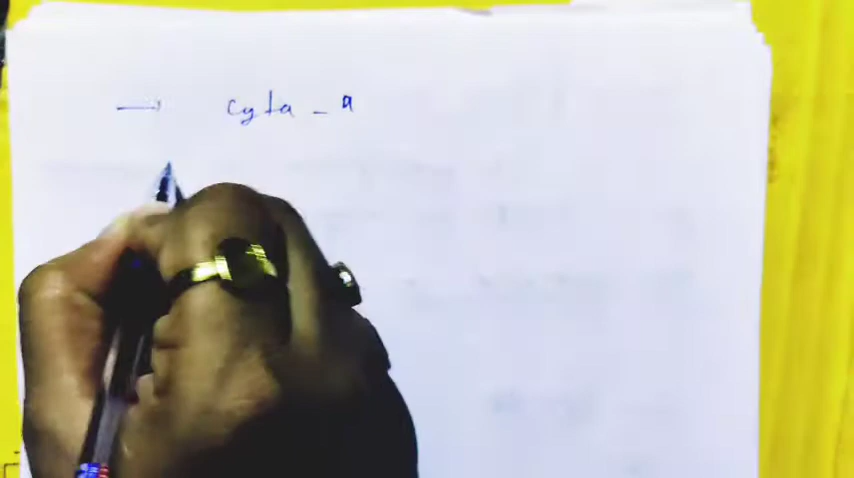 → cyta - a